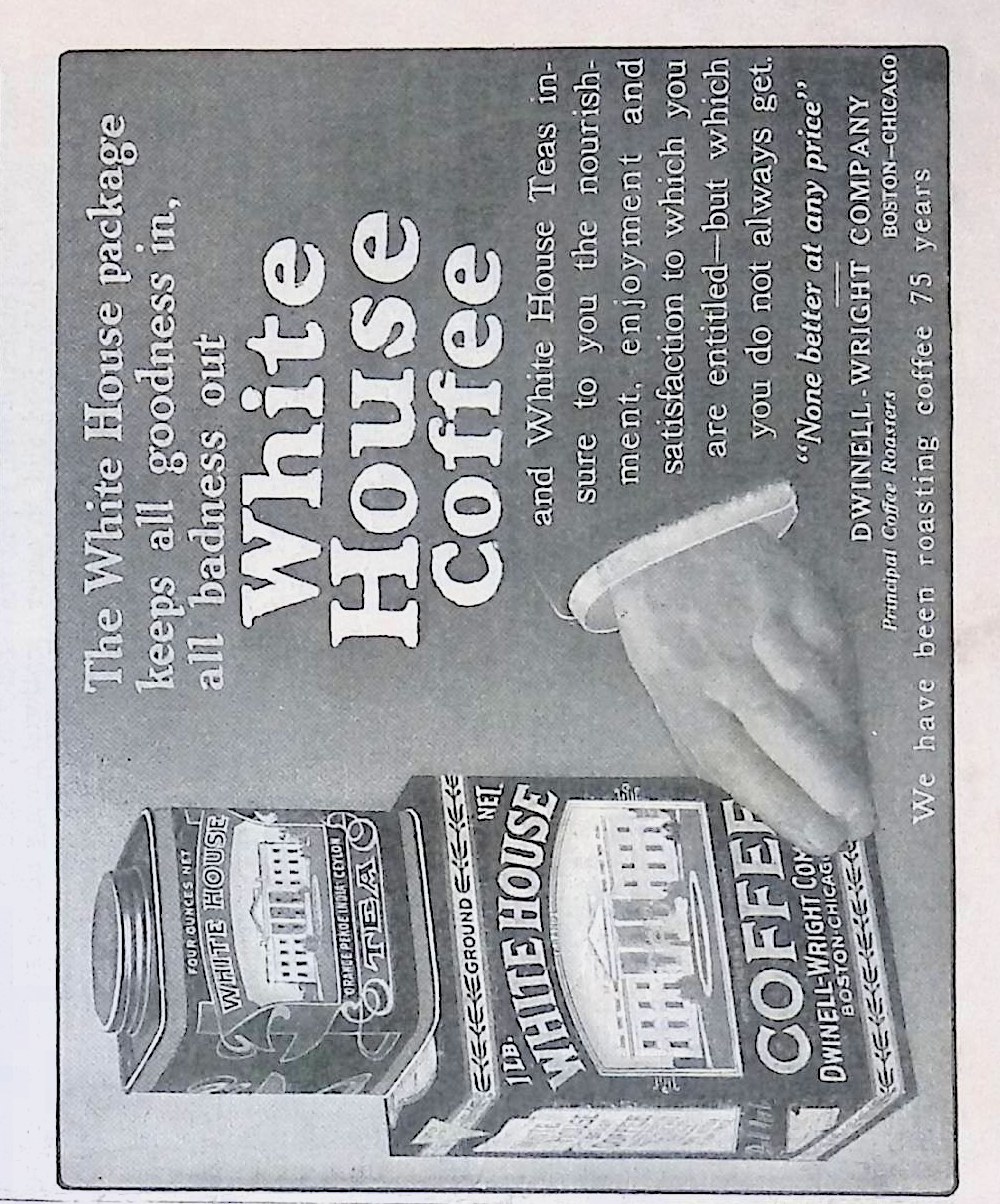 The White House package
keeps all goodness in,
all badness out
White
House
Coffee
and White House Teas in-
sure to you the nourish-
ment, enjoyment and
satisfaction to which you
are entitled—but which
you do not always get.
“None better at any price”
DWINELL-WRIGHT COMPANY
Principal Coffee Roasters BOSTON—CHICAGO
We have been roasting coffee 75 years
FOUR OUNCES NET
WHITE HOUSE
ORANGE PEKOE INDIA CEYLON
TEA
GROUND
1 LB. NET
WHITE HOUSE
COFFEE
DWINELL-WRIGHT COM
BOSTON-CHICAGO